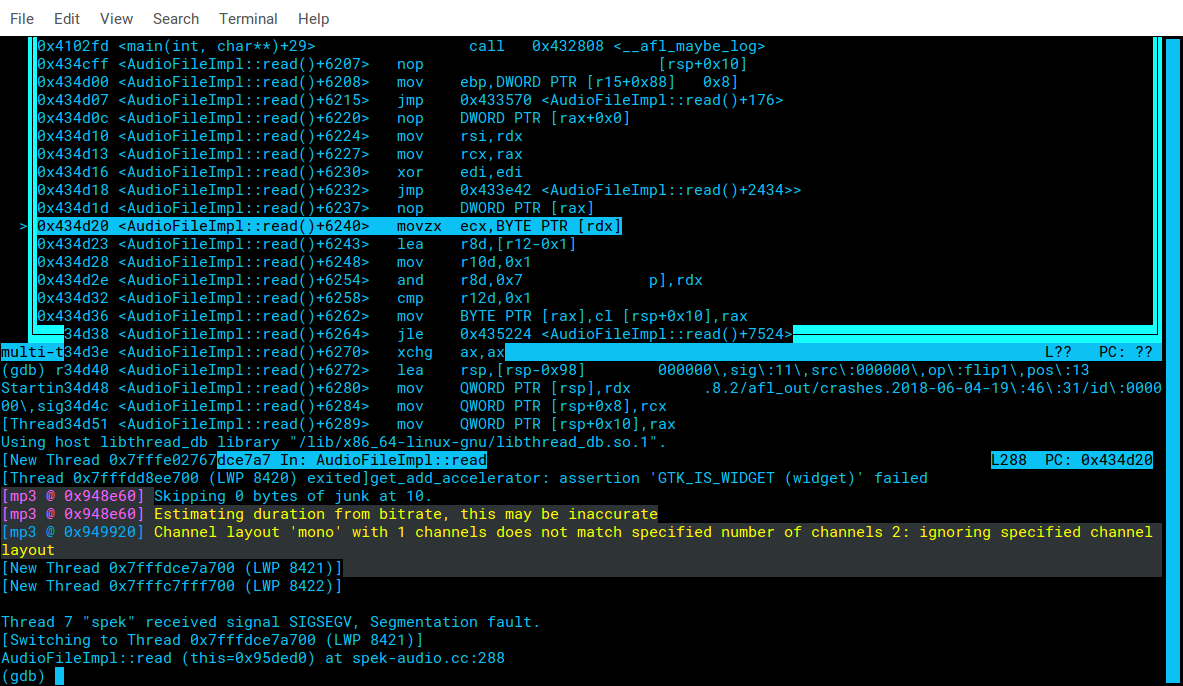 File Edit View Search Terminal Help
0x4102fd <main(int, char**)+29> call 0x432808 <__afl_maybe_log>
0x434cff <AudioFileImpl::read()+6207> nop [rsp+0x10]
0x434d00 <AudioFileImpl::read()+6208> mov ebp,DWORD PTR [r15+0x88] 0x8]
0x434d07 <AudioFileImpl::read()+6215> jmp 0x433570 <AudioFileImpl::read()+176>
0x434d0c <AudioFileImpl::read()+6220> nop DWORD PTR [rax+0x0]
0x434d10 <AudioFileImpl::read()+6224> mov rsi,rdx
0x434d13 <AudioFileImpl::read()+6227> mov rcx,rax
0x434d16 <AudioFileImpl::read()+6230> xor edi,edi
0x434d18 <AudioFileImpl::read()+6232> jmp 0x433e42 <AudioFileImpl::read()+2434>>
0x434d1d <AudioFileImpl::read()+6237> nop DWORD PTR [rax]
>0x434d20 <AudioFileImpl::read()+6240> movzx ecx,BYTE PTR [rdx]
0x434d23 <AudioFileImpl::read()+6243> lea r8d,[r12-0x1]
0x434d28 <AudioFileImpl::read()+6248> mov r10d,0x1
0x434d2e <AudioFileImpl::read()+6254> and r8d,0x7 p],rdx
0x434d32 <AudioFileImpl::read()+6258> cmp r12d,0x1
0x434d36 <AudioFileImpl::read()+6262> mov BYTE PTR [rax],cl [rsp+0x10],rax
34d38 <AudioFileImpl::read()+6264> jle 0x435224 <AudioFileImpl::read()+7524>
multi-t34d3e <AudioFileImpl::read()+6270> xchg ax,ax L?? PC: ??
(gdb) r34d40 <AudioFileImpl::read()+6272> lea rsp,[rsp-0x98] 000000\,sig\:11\,src\:000000\,op\:flip1\,pos\:13
Startin34d48 <AudioFileImpl::read()+6280> mov QWORD PTR [rsp],rdx .8.2/afl_out/crashes.2018-06-04-19\:46\:31/id\:0000
00\,sig34d4c <AudioFileImpl::read()+6284> mov QWORD PTR [rsp+0x8],rcx
[Thread34d51 <AudioFileImpl::read()+6289> mov QWORD PTR [rsp+0x10],rax
Using host libthread_db library "/lib/x86_64-linux-gnu/libthread_db.so.1".
[New Thread 0x7fffe02767dce7a7 In: AudioFileImpl::read L288 PC: 0x434d20
[Thread 0x7fffdd8ee700 (LWP 8420) exited]get_add_accelerator: assertion 'GTK_IS_WIDGET (widget)' failed
[mp3 @ 0x948e60] Skipping 0 bytes of junk at 10.
[mp3 @ 0x948e60] Estimating duration from bitrate, this may be inaccurate
[mp3 @ 0x949920] Channel layout 'mono' with 1 channels does not match specified number of channels 2: ignoring specified channel
layout
[New Thread 0x7fffdce7a700 (LWP 8421)]
[New Thread 0x7fffc7fff700 (LWP 8422)]
Thread 7 "spek" received signal SIGSEGV, Segmentation fault.
[Switching to Thread 0x7fffdce7a700 (LWP 8421)]
AudioFileImpl::read (this=0x95ded0) at spek-audio.cc:288
(gdb)